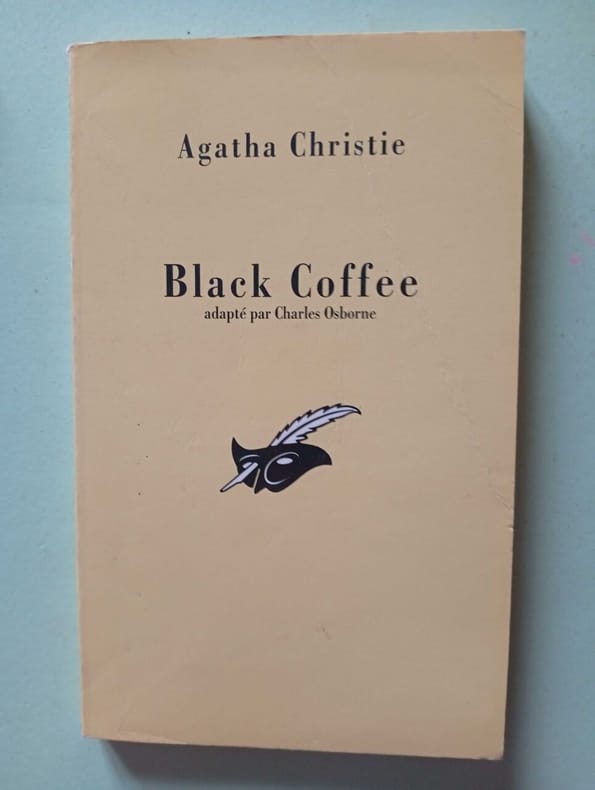 Agatha Christie
Black Coffee
adapté par Charles Osborne